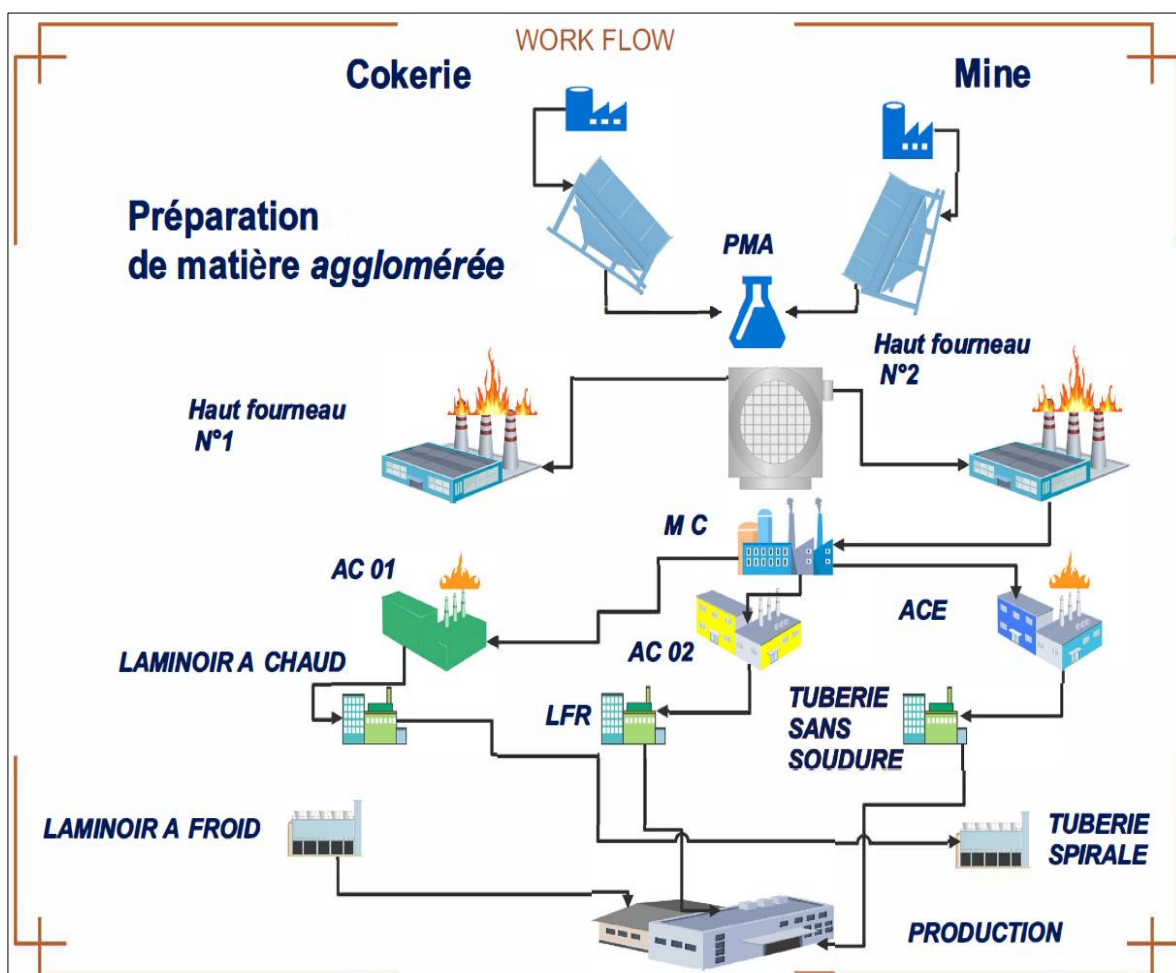 WORK FLOW
Cokerie
Mine
Préparation
de matière agglomérée
PMA
Haut fourneau
N°2
Haut fourneau
N°1
M C
AC 01
ACE
AC 02
LAMINOIR A CHAUD
LFR
TUBERIE
SANS
SOUDURE
LAMINOIR A FROID
TUBERIE
SPIRALE
PRODUCTION